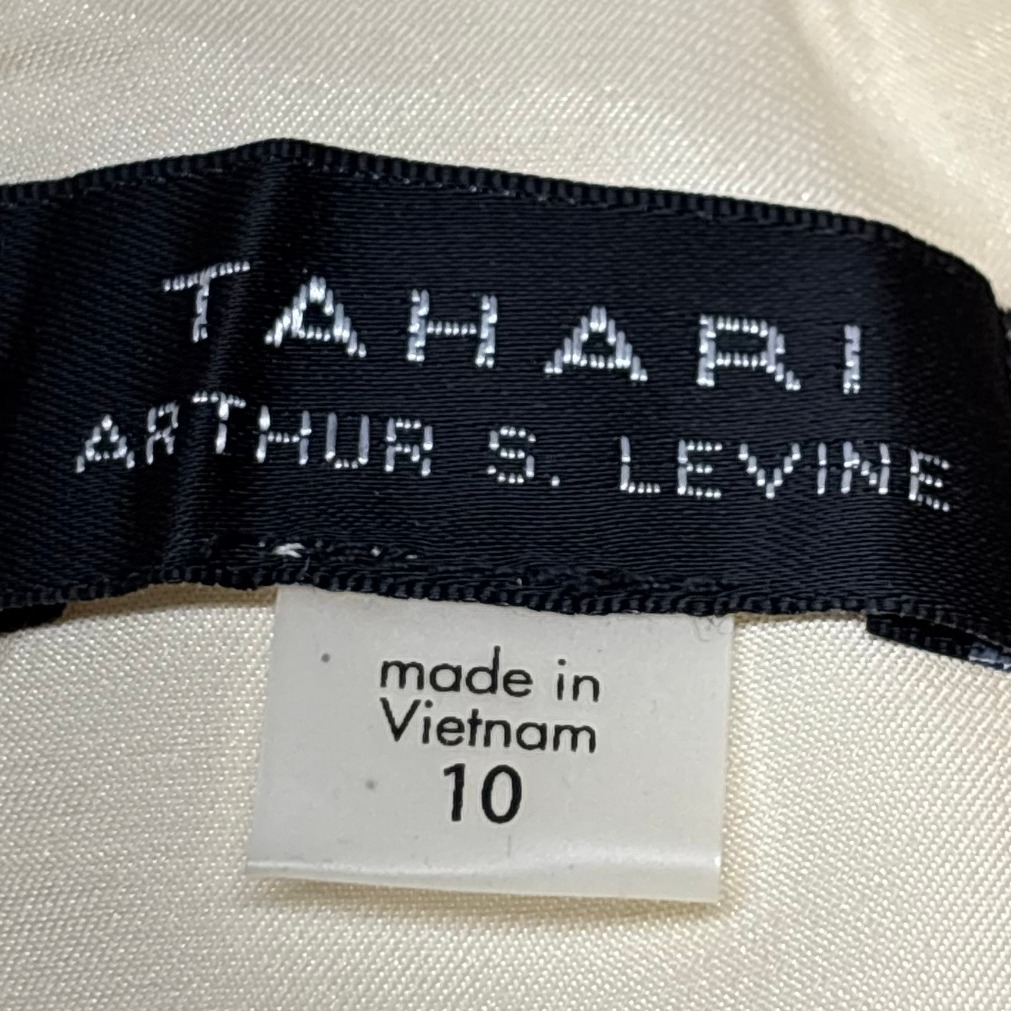 TAHARI
ARTHUR S. LEVINE
made in
Vietnam
10